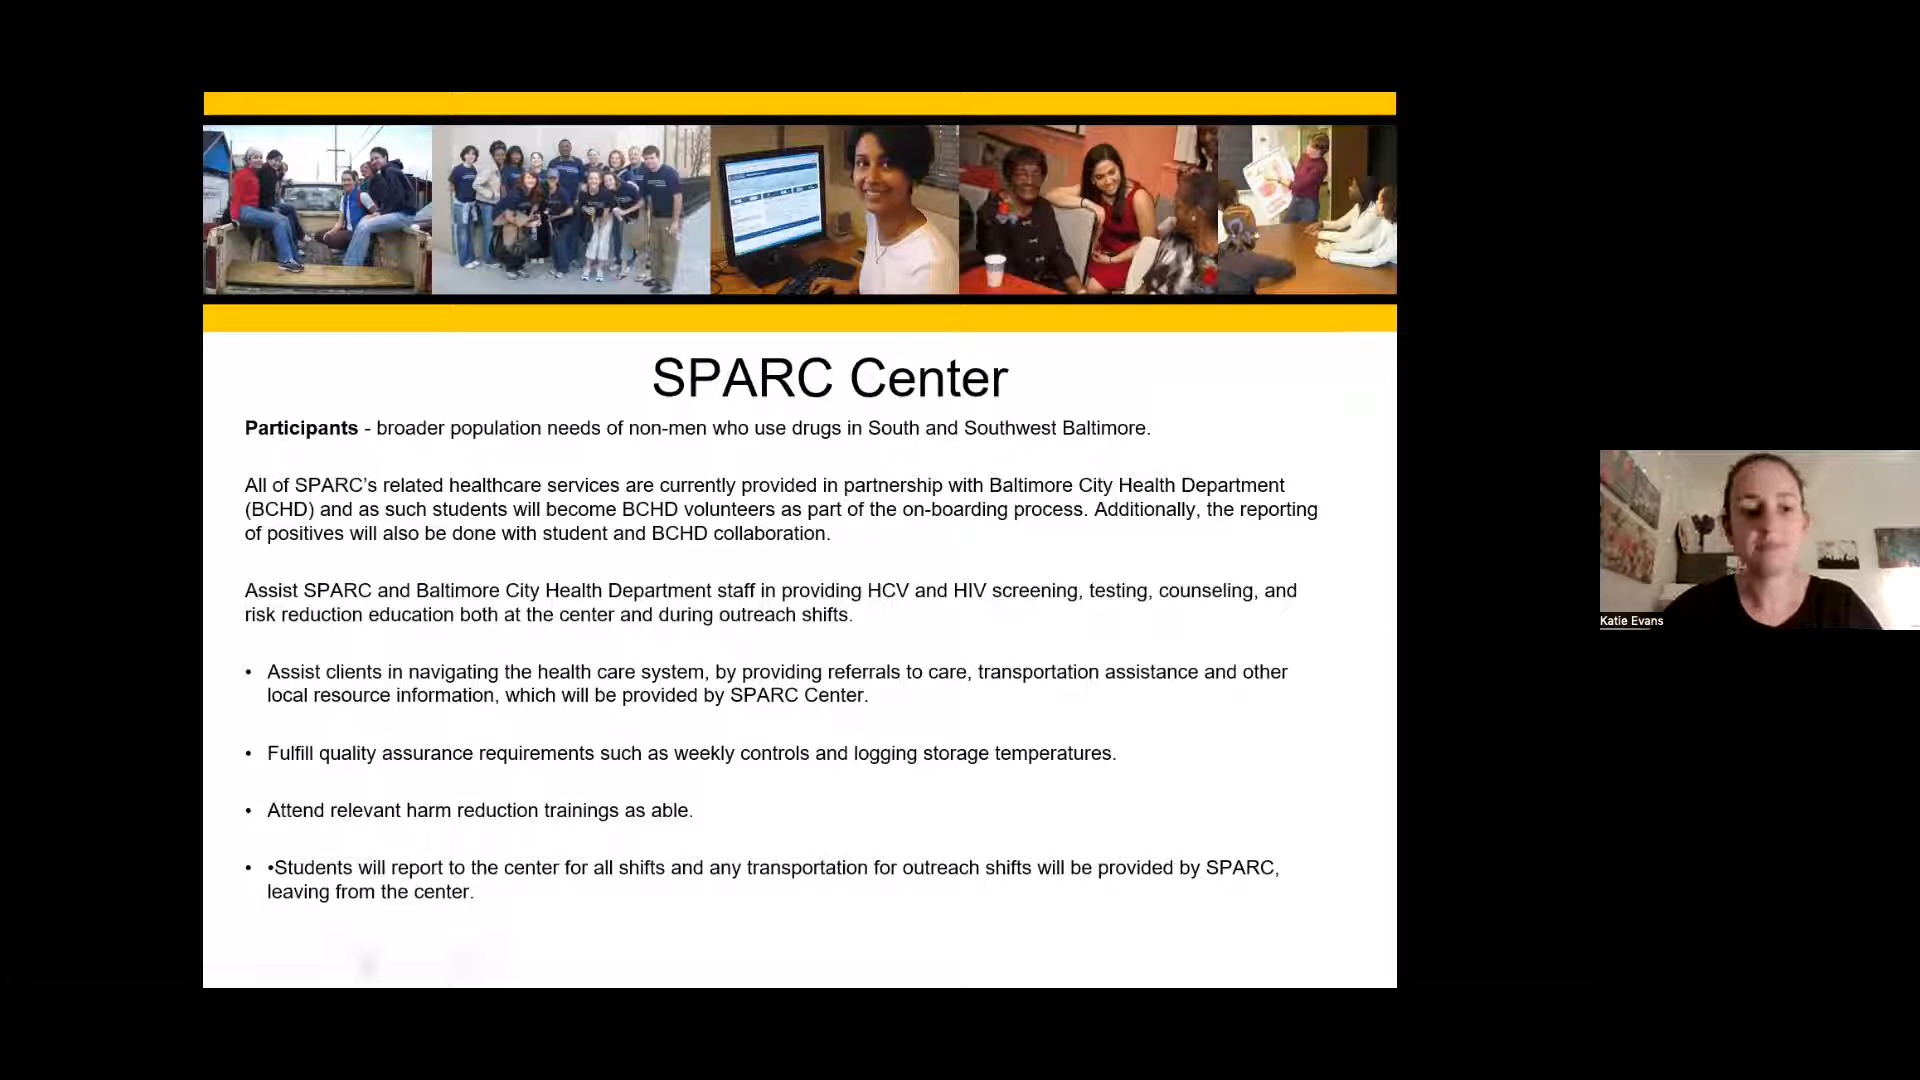 SPARC Center
Participants - broader population needs of non-men who use drugs in South and Southwest Baltimore.
All of SPARC's related healthcare services are currently provided in partnership with Baltimore City Health Department
(BCHD) and as such students will become BCHD volunteers as part of the on-boarding process. Additionally, the reporting
of positives will also be done with student and BCHD collaboration.
Assist SPARC and Baltimore City Health Department staff in providing HCV and HIV screening, testing, counseling, and
risk reduction education both at the center and during outreach shifts.
• Assist clients in navigating the health care system, by providing referrals to care, transportation assistance and other
local resource information, which will be provided by SPARC Center.
• Fulfill quality assurance requirements such as weekly controls and logging storage temperatures.
• Attend relevant harm reduction trainings as able.
• •Students will report to the center for all shifts and any transportation for outreach shifts will be provided by SPARC,
leaving from the center.
Katie Evans